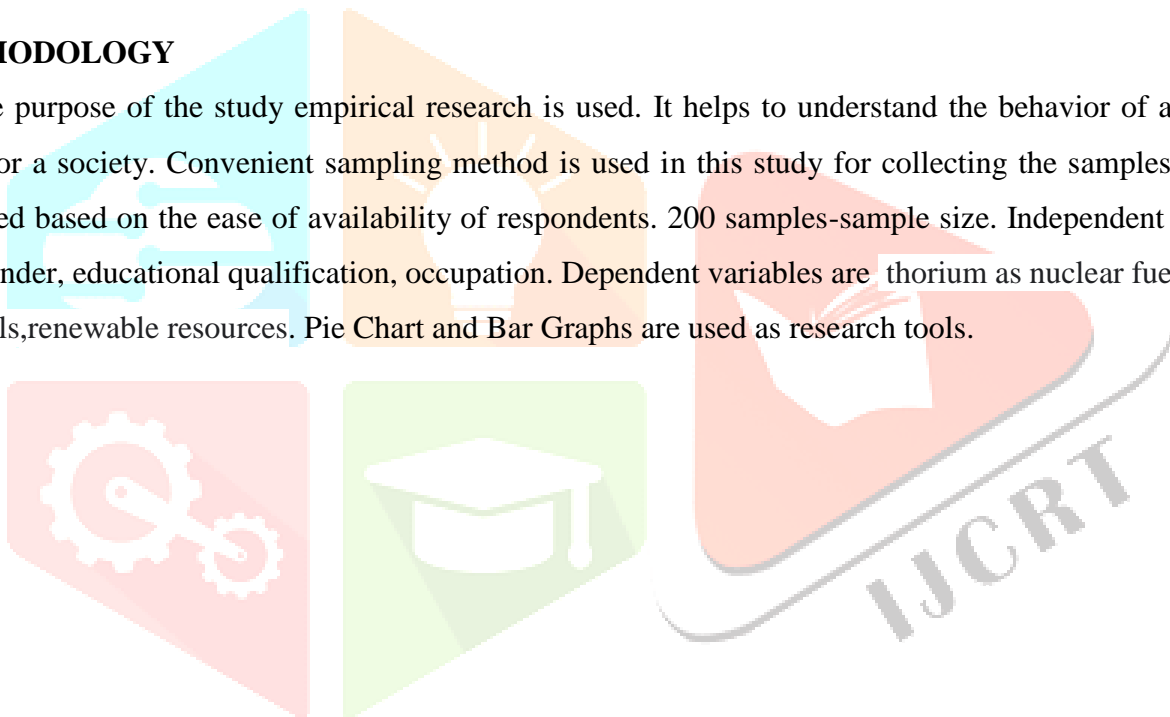 HODOLOGY
e purpose of the study empirical research is used. It helps to understand the behavior of a
or a society. Convenient sampling method is used in this study for collecting the samples
ed based on the ease of availability of respondents. 200 samples-sample size. Independent
nder, educational qualification, occupation. Dependent variables are thorium as nuclear fue
ls,renewable resources. Pie Chart and Bar Graphs are used as research tools.
IJCRT